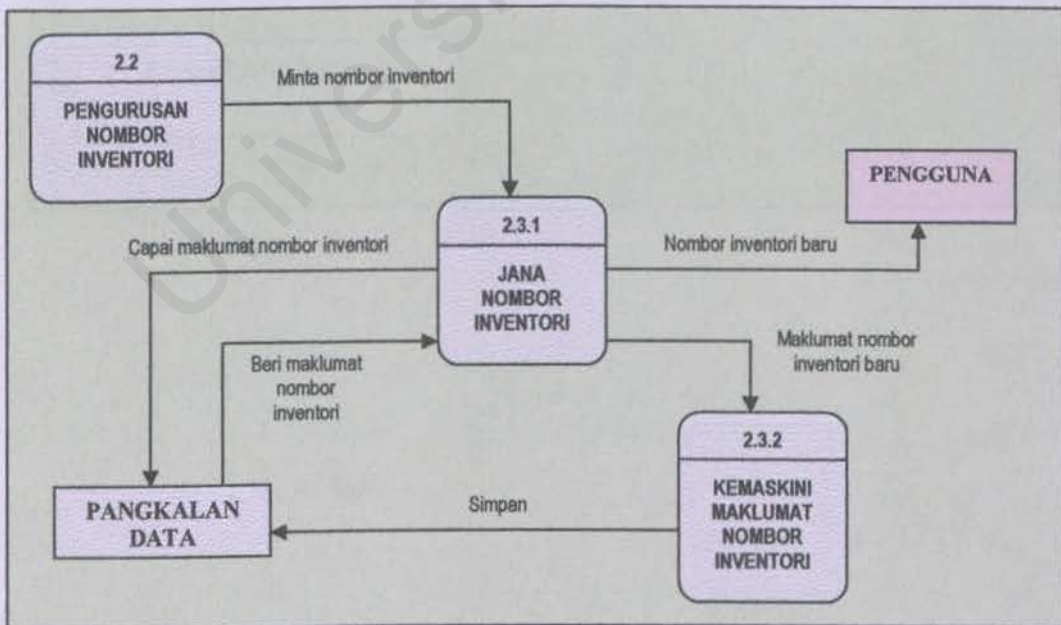 2.2
PENGURUSAN
NOMBOR
INVENTORI
Minta nombor inventori
PENGGUNA
2.3.1
JANA
NOMBOR
INVENTORI
Capai maklumat nombor inventori
Nombor inventori baru
Beri maklumat
nombor
inventori
Maklumat nombor
inventori baru
2.3.2
KEMASKINI
MAKLUMAT
NOMBOR
INVENTORI
Simpan
PANGKALAN
DATA
Univers